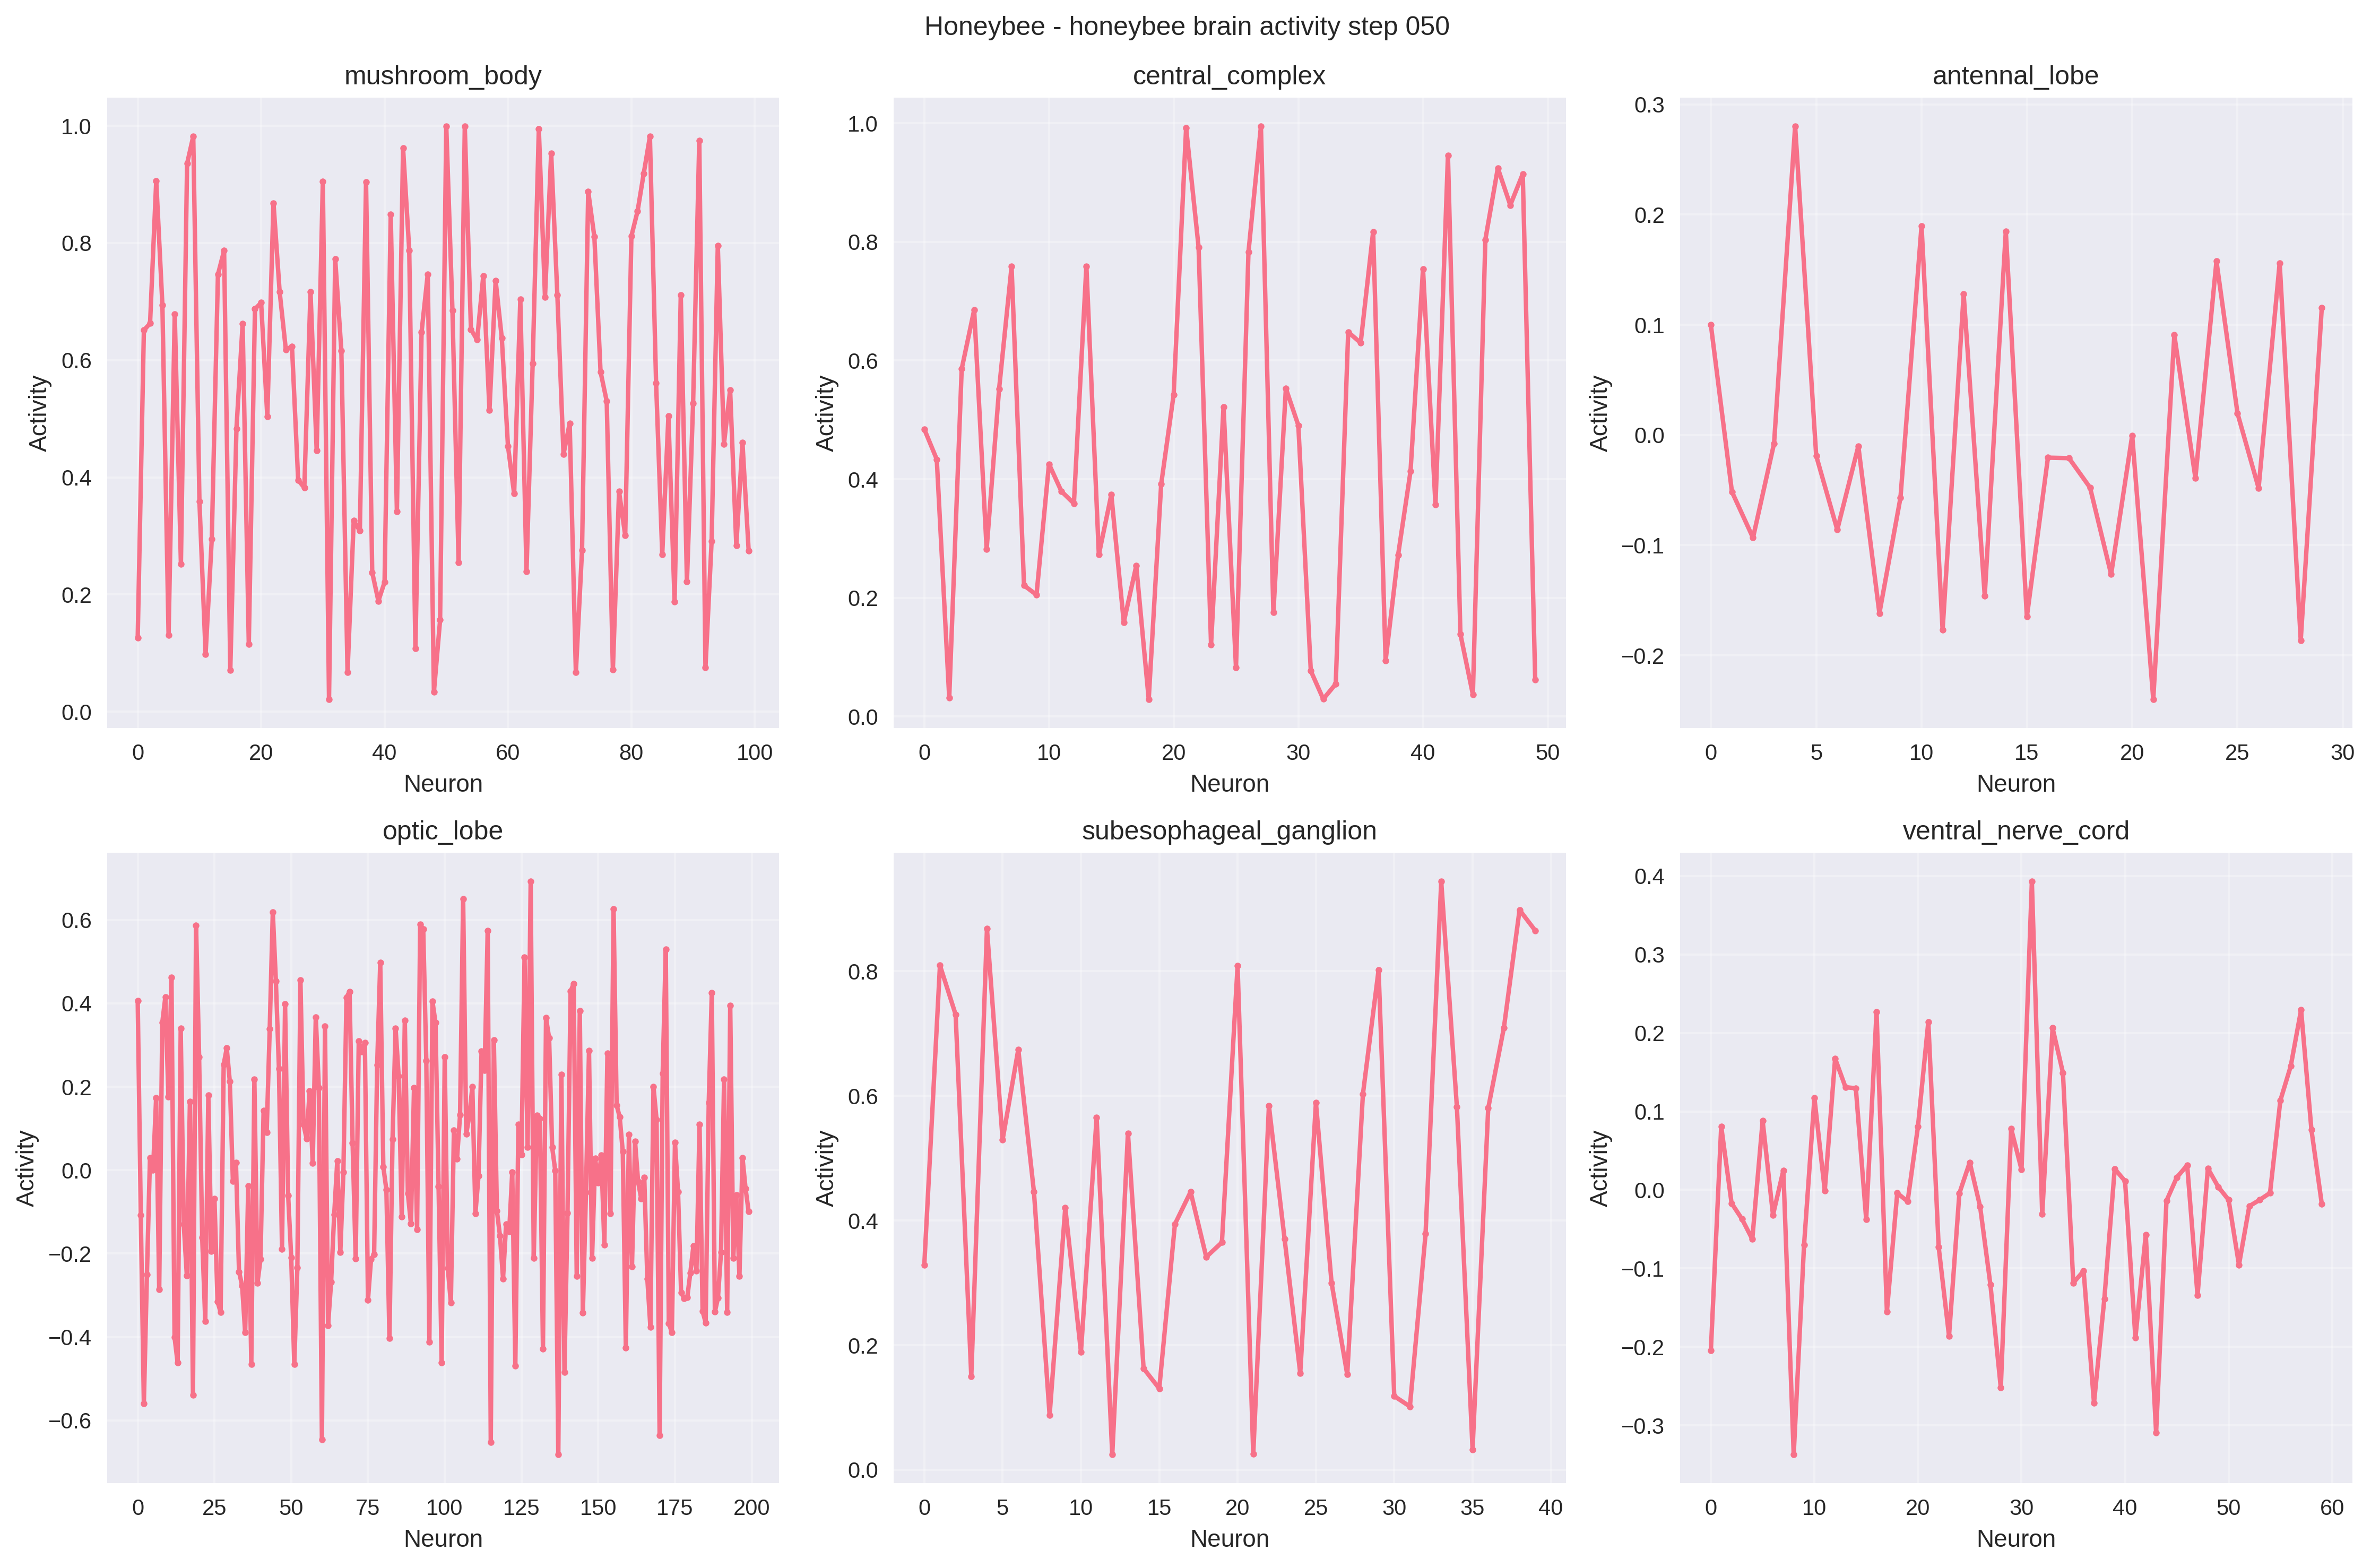 Honeybee - honeybee brain activity step 050
mushroom_body
central_complex
antennal_lobe
Activity
1.0
0.8
0.6
0.4
0.2
0.0
0 20 40 60 80 100
Neuron
Activity
1.0
0.8
0.6
0.4
0.2
0.0
0 10 20 30 40 50
Neuron
Activity
0.3
0.2
0.1
0.0
−0.1
−0.2
0 5 10 15 20 25 30
Neuron
optic_lobe
subesophageal_ganglion
ventral_nerve_cord
Activity
0.6
0.4
0.2
0.0
−0.2
−0.4
−0.6
0 25 50 75 100 125 150 175 200
Neuron
Activity
0.8
0.6
0.4
0.2
0.0
0 5 10 15 20 25 30 35 40
Neuron
Activity
0.4
0.3
0.2
0.1
0.0
−0.1
−0.2
−0.3
0 10 20 30 40 50 60
Neuron